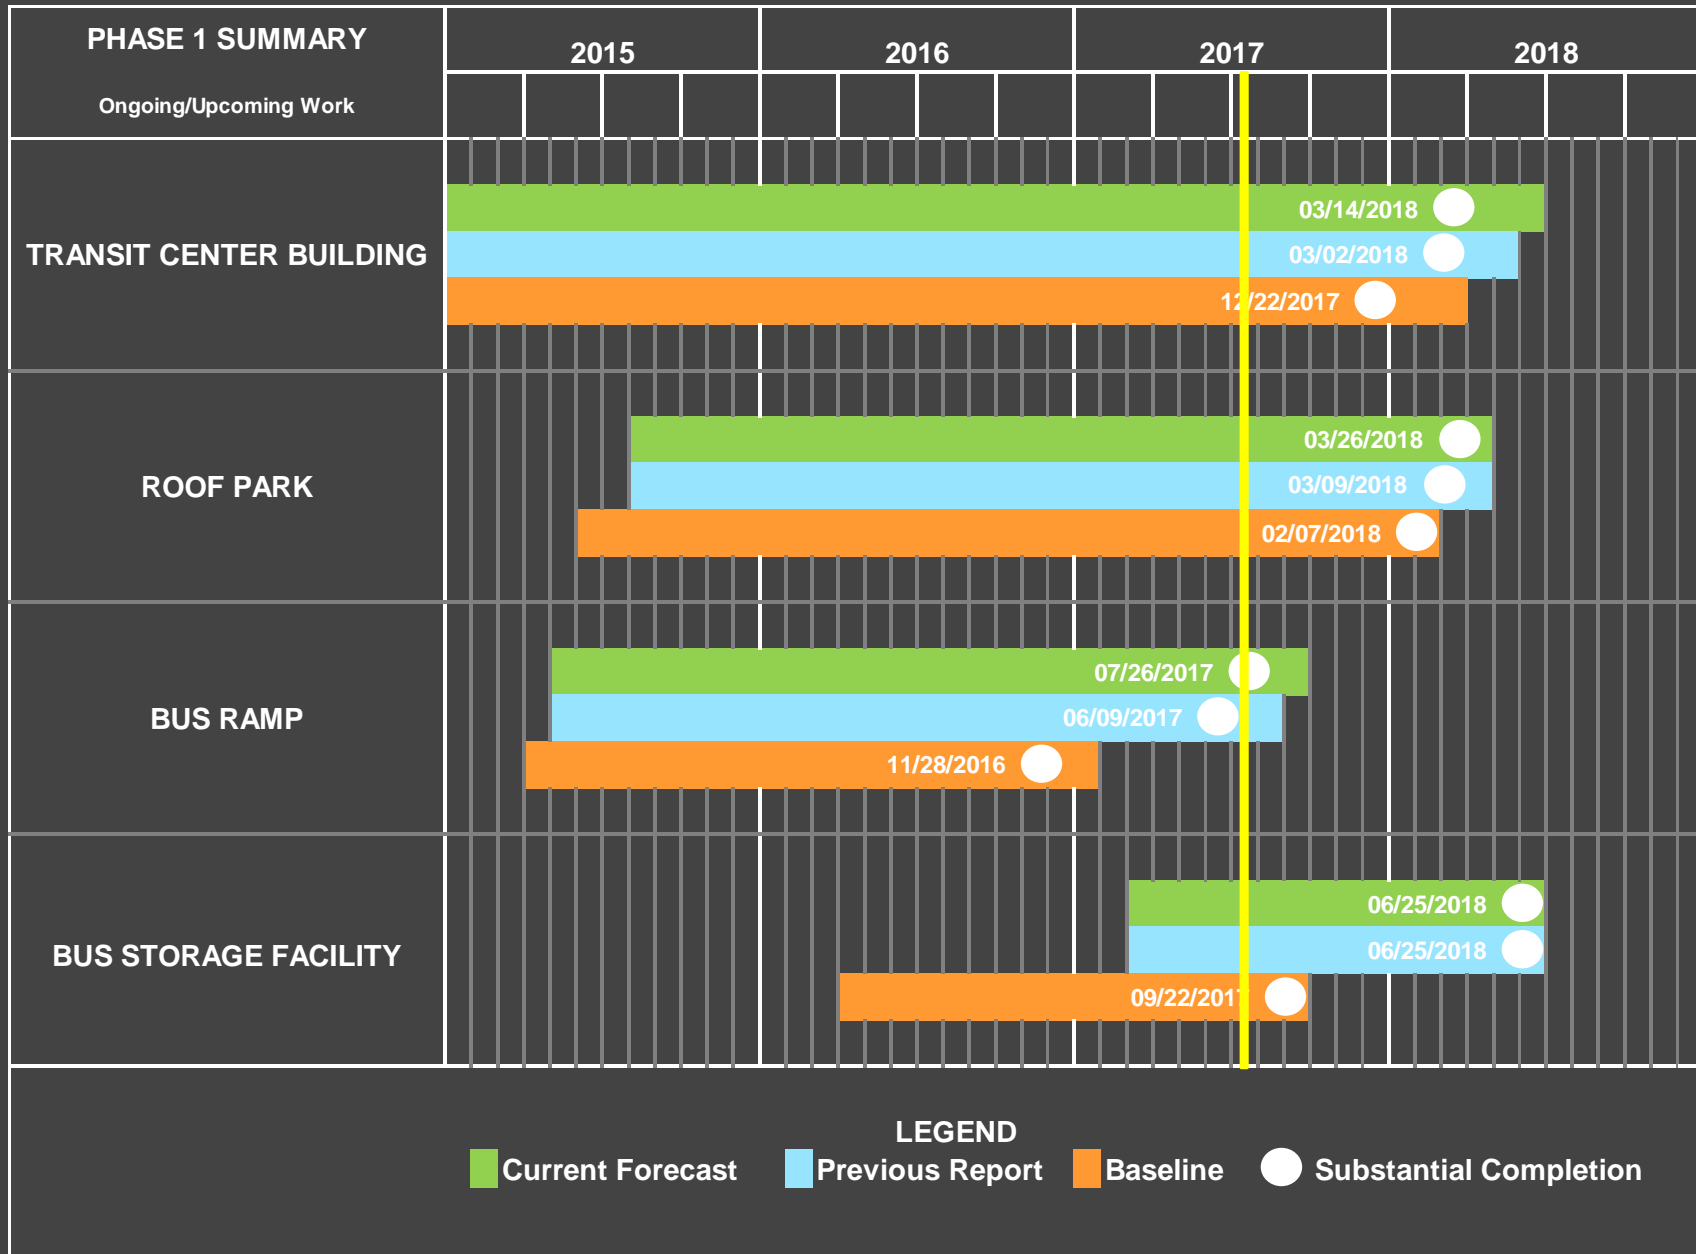 PHASE 1 SUMMARY
Ongoing/Upcoming Work
2015
2016
2017
2018
TRANSIT CENTER BUILDING
03/14/2018
03/02/2018
12/22/2017
ROOF PARK
03/26/2018
03/09/2018
02/07/2018
BUS RAMP
07/26/2017
06/09/2017
11/28/2016
BUS STORAGE FACILITY
06/25/2018
06/25/2018
09/22/2017
LEGEND
Current Forecast
Previous Report
Baseline
Substantial Completion